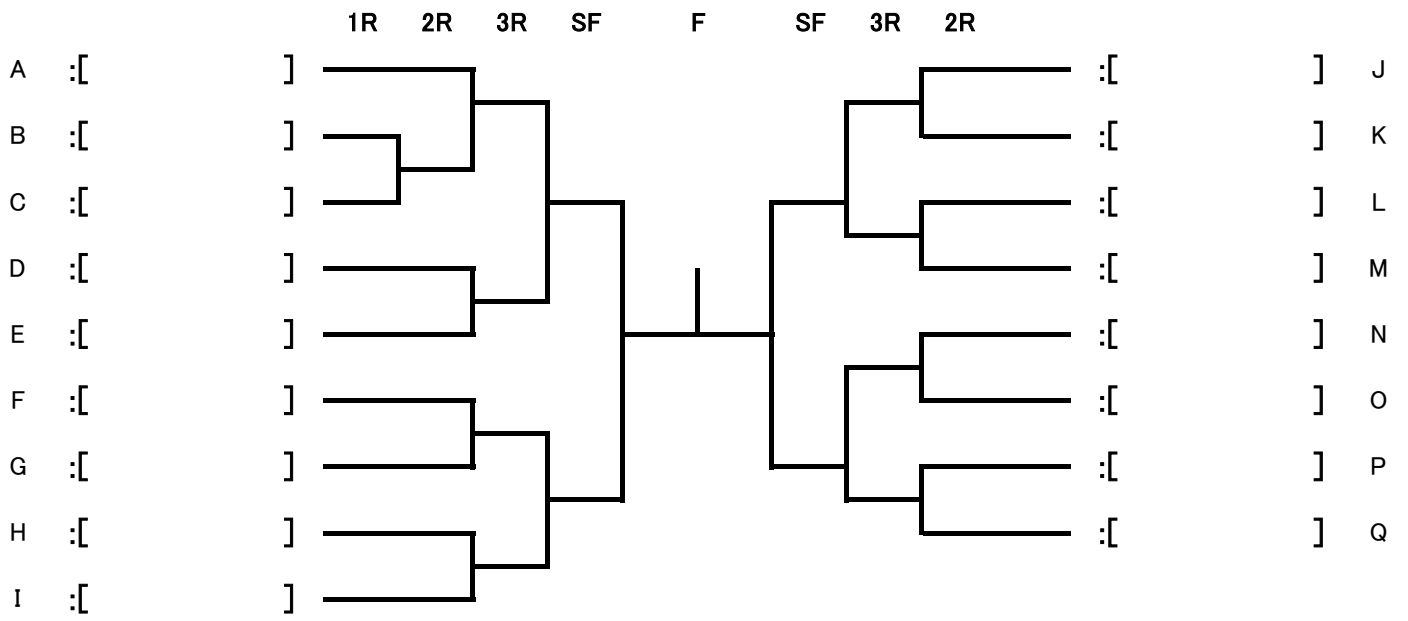 1R 2R 3R SF F SF 3R 2R
A :[ ] :[ ] J
B :[ ] :[ ] K
C :[ ] :[ ] L
D :[ ] :[ ] M
E :[ ] :[ ] N
F :[ ] :[ ] O
G :[ ] :[ ] P
H :[ ] :[ ] Q
I :[ ]